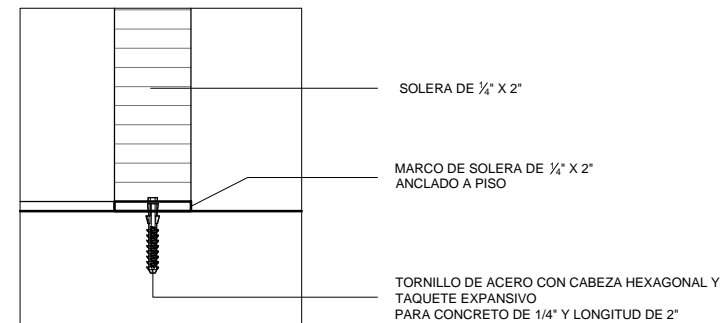 SOLERA DE ¼" X 2"
MARCO DE SOLERA DE ¼" X 2"
ANCLADO A PISO
TORNILLO DE ACERO CON CABEZA HEXAGONAL Y
TAQUETE EXPANSIVO
PARA CONCRETO DE 1/4" Y LONGITUD DE 2"